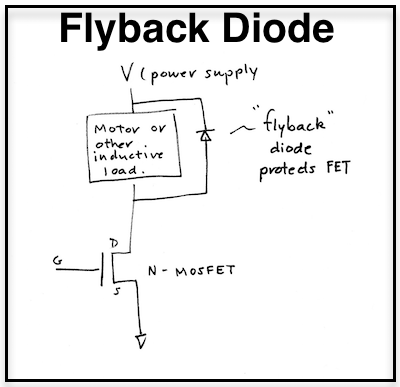 Flyback Diode
V (power supply
Motor or
other
inductive
load.
"flyback"
diode
protects FET
D
G
N-MOSFET
S